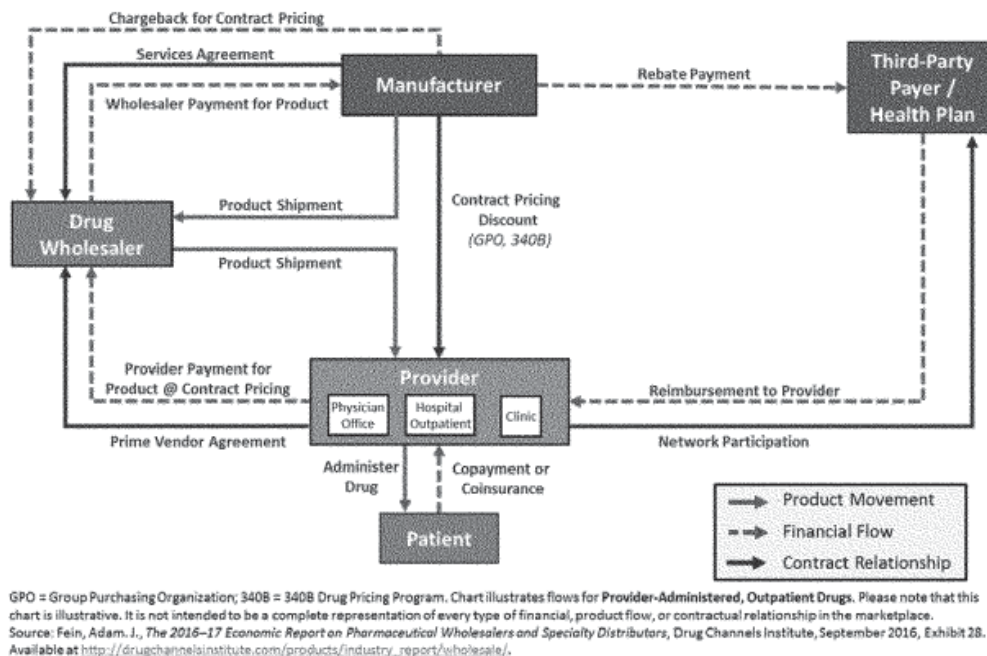 Chargeback for Contract Pricing
Services Agreement
Manufacturer
Wholesaler Payment for Product
Rebate Payment
Third-Party
Payer /
Health Plan
Product Shipment
Contract Pricing
Discount
(GPO, 340B)
Drug
Wholesaler
Product Shipment
Provider Payment for
Product @ Contract Pricing
Provider
Physician
Office
Hospital
Outpatient
Clinic
Reimbursement to Provider
Prime Vendor Agreement
Network Participation
Administer
Drug
Copayment or
Coinsurance
Patient
Product Movement
Financial Flow
Contract Relationship
GPO = Group Purchasing Organization; 340B = 340B Drug Pricing Program. Chart illustrates flows for Provider-Administered, Outpatient Drugs. Please note that this
chart is illustrative. It is not intended to be a complete representation of every type of financial, product flow, or contractual relationship in the marketplace.
Source: Fein, Adam. J., The 2016–17 Economic Report on Pharmaceutical Wholesalers and Specialty Distributors, Drug Channels Institute, September 2016, Exhibit 28.
Available at http://drugchannelsinstitute.com/products/industry_report/wholesale/.